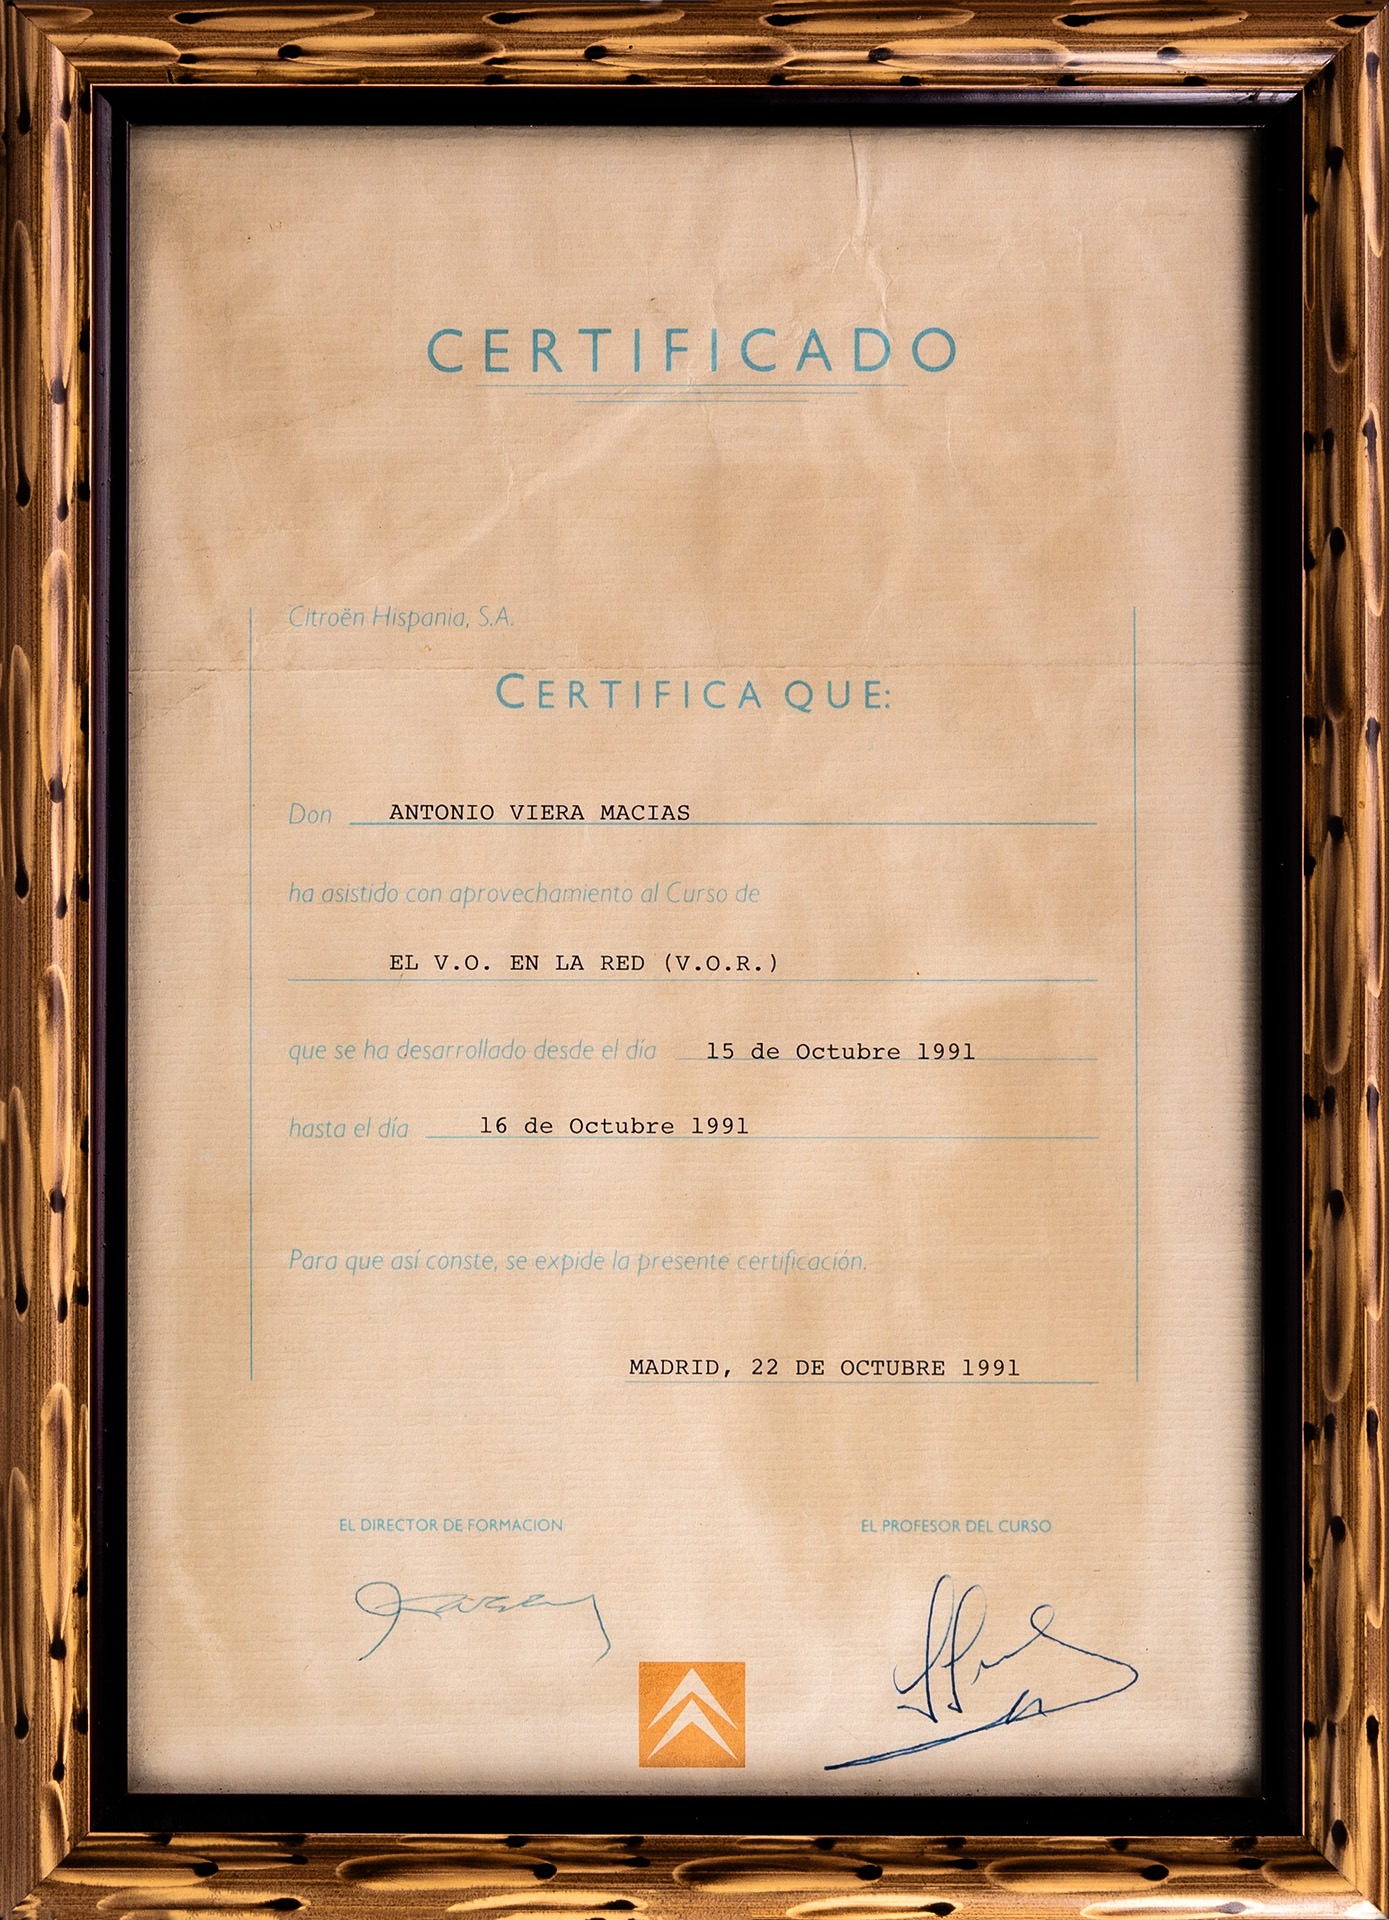 CERTIFICADO
Citroën Hispania, S.A.
CERTIFICA QUE:
Don ANTONIO VIERA MACIAS
ha asistido con aprovechamiento al Curso de
EL V.O. EN LA RED (V.O.R.)
que se ha desarrollado desde el día 15 de Octubre 1991
hasta el día 16 de Octubre 1991
Para que así conste, se expide la presente certificación.
MADRID, 22 DE OCTUBRE 1991
EL DIRECTOR DE FORMACION EL PROFESOR DEL CURSO